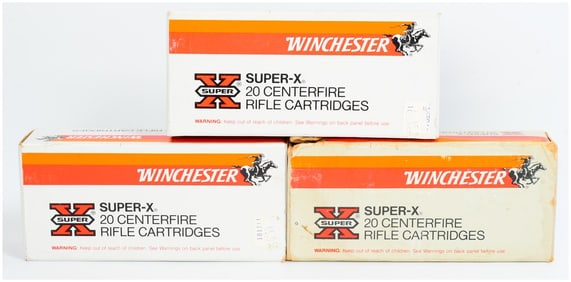 WINCHESTER
SUPER-X®
X SUPER ®
20 CENTERFIRE
RIFLE CARTRIDGES
WARNING: Keep out of reach of children. See Warnings on back panel before use.
RIFLE CARTRIDGES
WINCHESTER
SUPER-X®
X SUPER ®
20 CENTERFIRE
RIFLE CARTRIDGES
WARNING: Keep out of reach of children. See Warnings on back panel before use.
WINCHESTER
SUPER-X®
X SUPER ®
20 CENTERFIRE
RIFLE CARTRIDGES
WARNING: Keep out of reach of children. See Warnings on back panel before use.